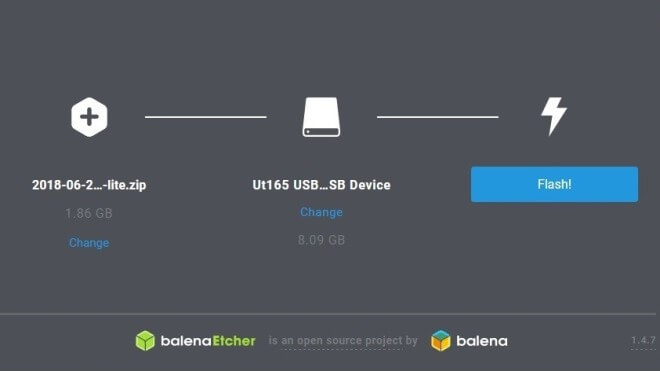 2018-06-2...-lite.zip
1.86 GB
Change
Ut165 USB...SB Device
Change
8.09 GB
Flash!
balenaEtcher is an open source project by balena
1.4.7